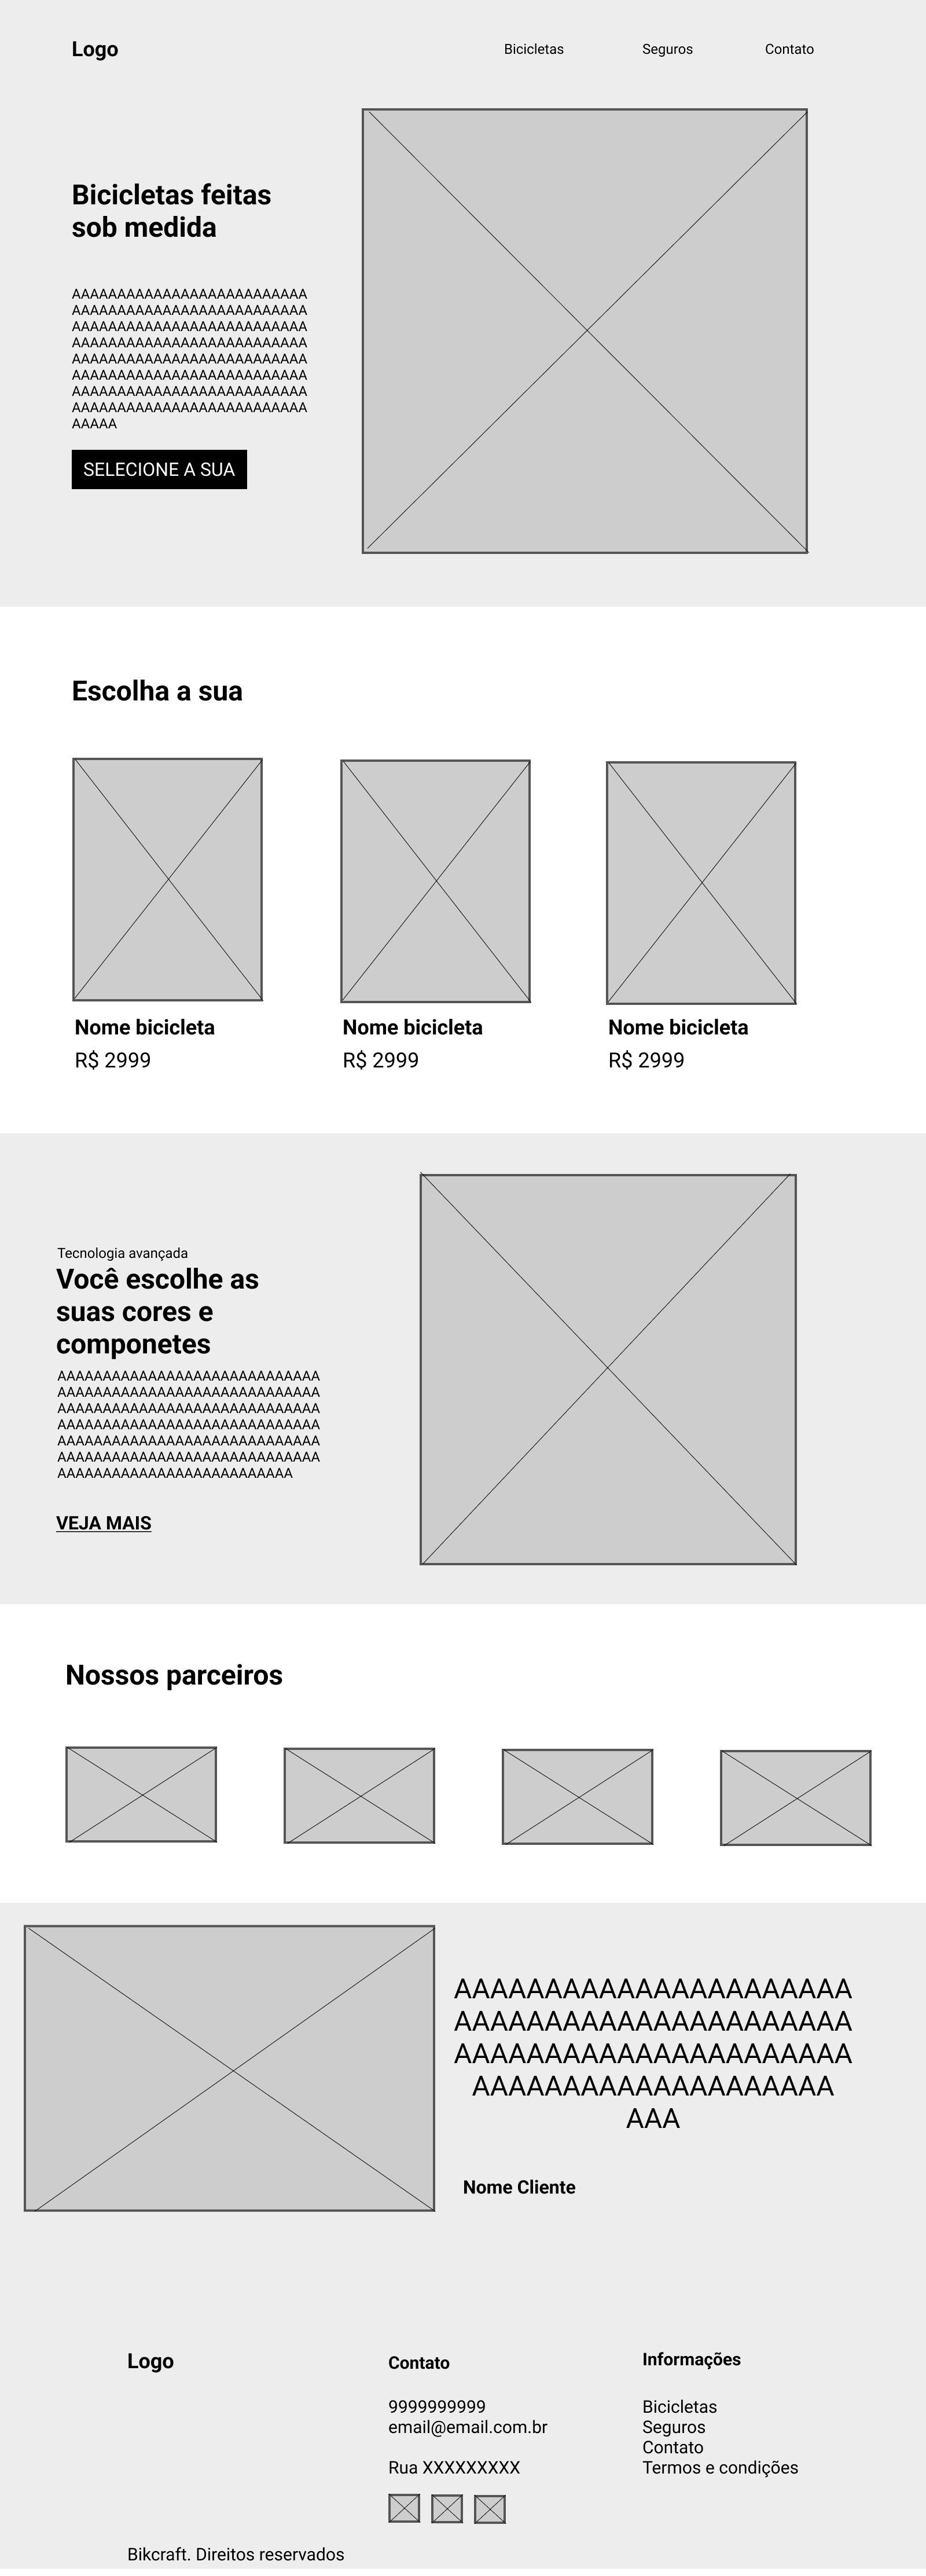 Logo
Bicicletas
Seguros
Contato
Bicicletas feitas
sob medida
AAAAAAAAAAAAAAAAAAAAAAAAAA
AAAAAAAAAAAAAAAAAAAAAAAAAA
AAAAAAAAAAAAAAAAAAAAAAAAAA
AAAAAAAAAAAAAAAAAAAAAAAAAA
AAAAAAAAAAAAAAAAAAAAAAAAAA
AAAAAAAAAAAAAAAAAAAAAAAAAA
AAAAAAAAAAAAAAAAAAAAAAAAAA
AAAAAAAAAAAAAAAAAAAAAAAAAA
AAAAA
SELECIONE A SUA
Escolha a sua
Nome bicicleta
R$ 2999
Nome bicicleta
R$ 2999
Nome bicicleta
R$ 2999
Tecnologia avançada
Você escolhe as
suas cores e
componetes
AAAAAAAAAAAAAAAAAAAAAAAAAAAAA
AAAAAAAAAAAAAAAAAAAAAAAAAAAAA
AAAAAAAAAAAAAAAAAAAAAAAAAAAAA
AAAAAAAAAAAAAAAAAAAAAAAAAAAAA
AAAAAAAAAAAAAAAAAAAAAAAAAAAAA
AAAAAAAAAAAAAAAAAAAAAAAAAAAAA
AAAAAAAAAAAAAAAAAAAAAAAAAA
VEJA MAIS
Nossos parceiros
AAAAAAAAAAAAAAAAAAAAAA
AAAAAAAAAAAAAAAAAAAAAA
AAAAAAAAAAAAAAAAAAAAAA
AAAAAAAAAAAAAAAAAAAA
AAA
Nome Cliente
Logo
Contato
9999999999
email@email.com.br
Rua XXXXXXXXX
Informações
Bicicletas
Seguros
Contato
Termos e condições
Bikcraft. Direitos reservados